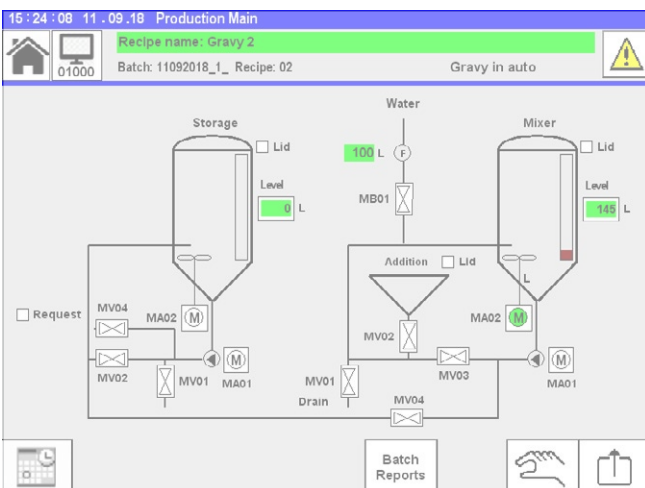 15:24:08 11.09.18 Production Main
Recipe name: Gravy 2
01000
Batch: 11092018_1_ Recipe: 02
Gravy in auto
Water
Storage
Mixer
Lid
100 L
F
Lid
Level
0 L
MB01
Level
145 L
Addition
Lid
L
Request
MV04
MA02
M
MV02
MA02
M
MV02
MV01
M
MA01
MV01
MV03
M
MA01
Drain
MV04
Batch
Reports